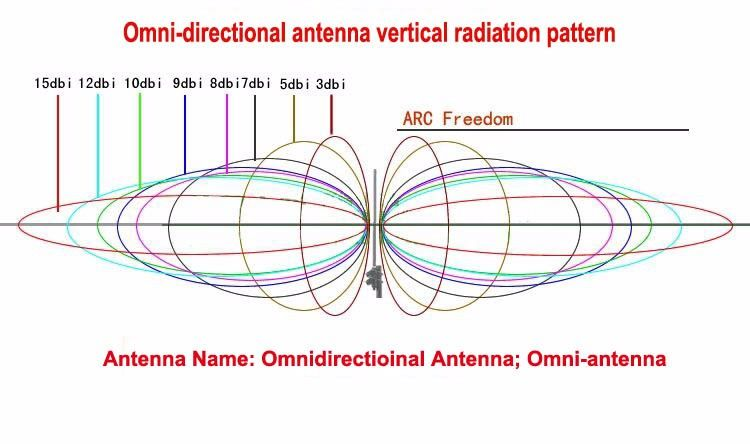 Omni-directional antenna vertical radiation pattern
15dbi 12dbi 10dbi 9dbi 8dbi7dbi 5dbi 3dbi
ARC Freedom
Antenna Name: Omnidirectioinal Antenna; Omni-antenna